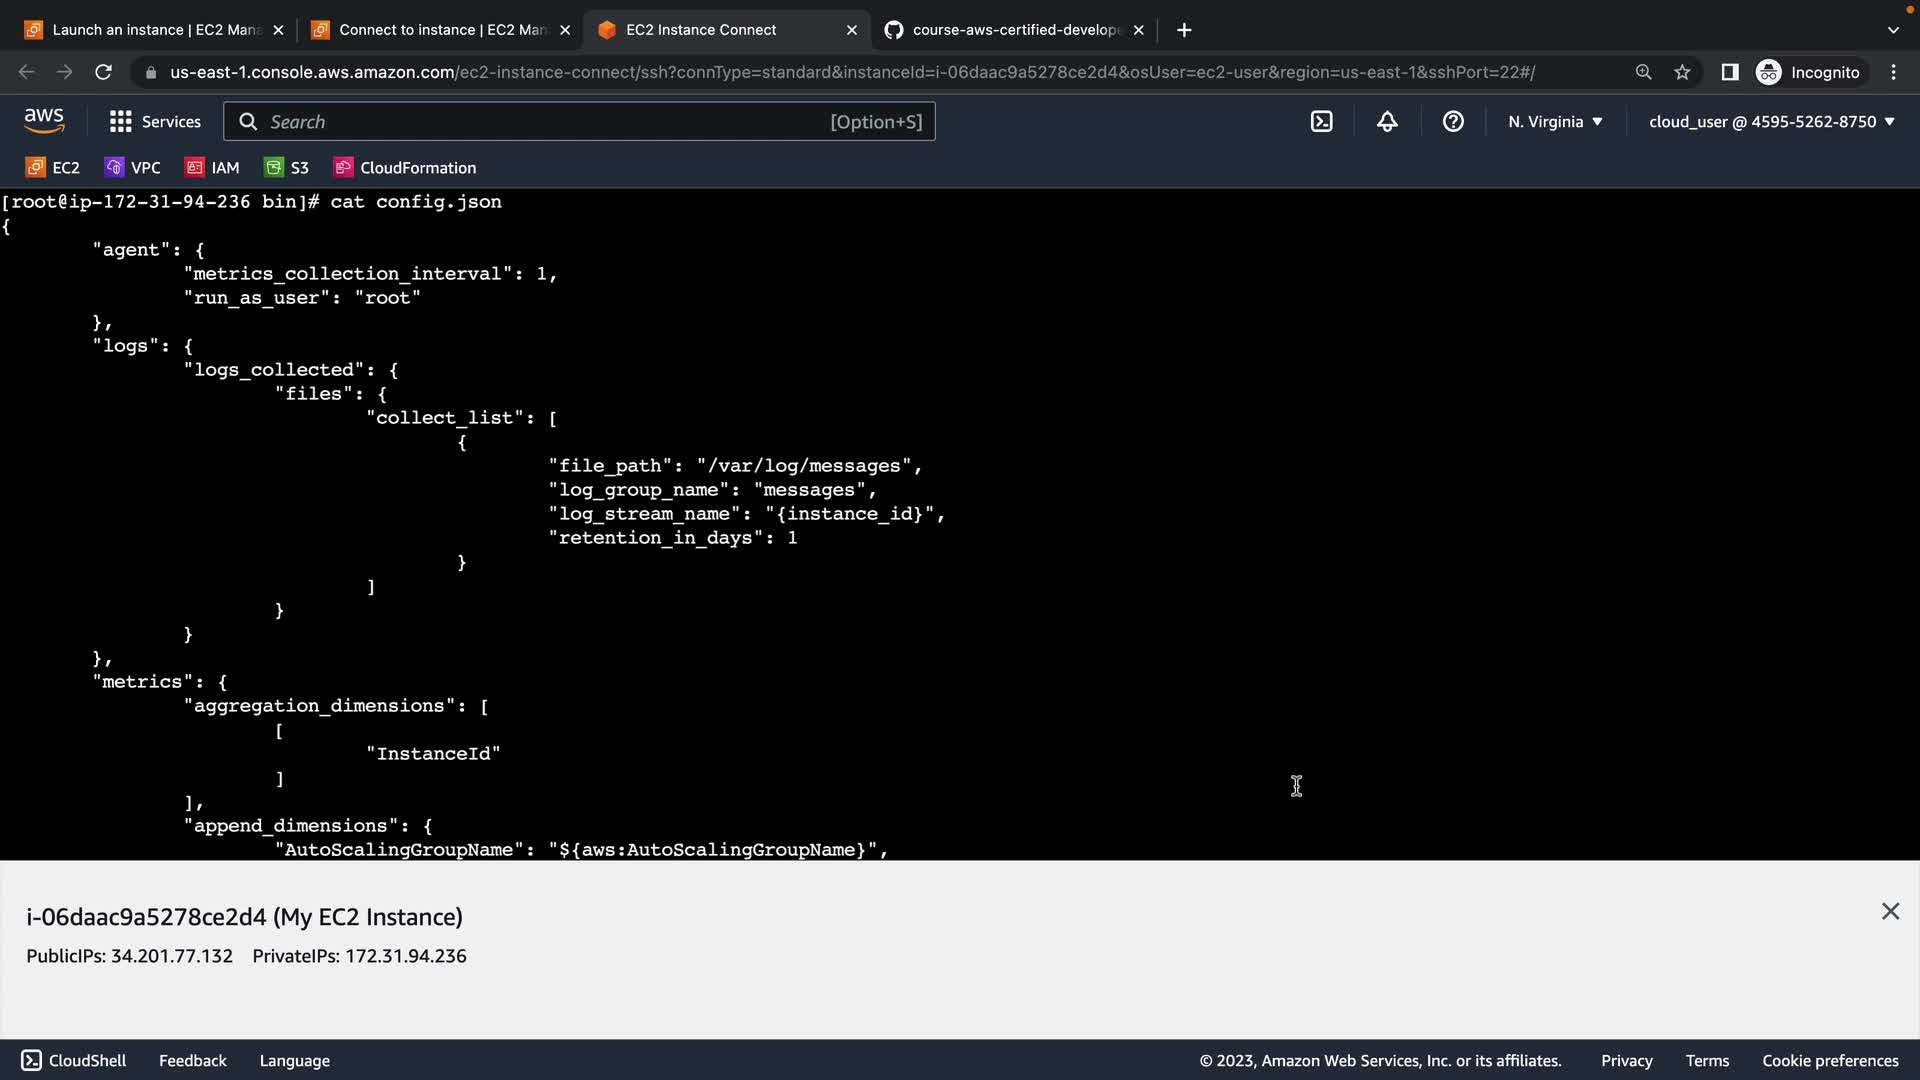 Launch an instance | EC2 Mana
Connect to instance | EC2 Man
EC2 Instance Connect
course-aws-certified-develope
us-east-1.console.aws.amazon.com/ec2-instance-connect/ssh?connType=standard&instanceId=i-06daac9a5278ce2d4&osUser=ec2-user&region=us-east-1&sshPort=22#/
Incognito
aws
Services
Search
[Option+S]
N. Virginia
cloud_user @ 4595-5262-8750
EC2
VPC
IAM
S3
CloudFormation
[root@ip-172-31-94-236 bin]# cat config.json
{
"agent": {
"metrics_collection_interval": 1,
"run_as_user": "root"
},
"logs": {
"logs_collected": {
"files": {
"collect_list": [
{
"file_path": "/var/log/messages",
"log_group_name": "messages",
"log_stream_name": "{instance_id}",
"retention_in_days": 1
}
]
}
}
},
"metrics": {
"aggregation_dimensions": [
[
"InstanceId"
]
],
"append_dimensions": {
"AutoScalingGroupName": "${aws:AutoScalingGroupName}",
i-06daac9a5278ce2d4 (My EC2 Instance)
PublicIPs: 34.201.77.132 PrivateIPs: 172.31.94.236
CloudShell
Feedback
Language
© 2023, Amazon Web Services, Inc. or its affiliates.
Privacy
Terms
Cookie preferences